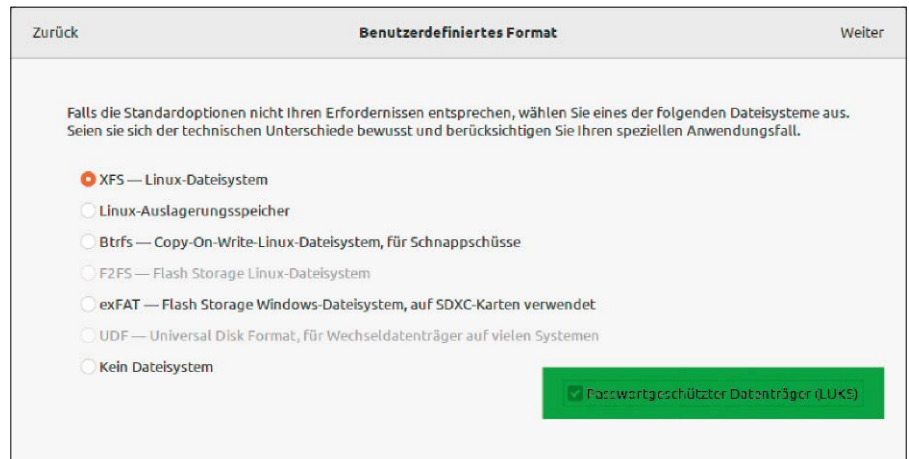 Zurück
Benutzerdefiniertes Format
Weiter
Falls die Standardoptionen nicht Ihren Erfordernissen entsprechen, wählen Sie eines der folgenden Dateisysteme aus.
Seien sie sich der technischen Unterschiede bewusst und berücksichtigen Sie Ihren speziellen Anwendungsfall.
XFS — Linux-Dateisystem
Linux-Auslagerungsspeicher
Btrfs — Copy-On-Write-Linux-Dateisystem, für Schnappschüsse
F2FS — Flash Storage Linux-Dateisystem
exFAT — Flash Storage Windows-Dateisystem, auf SDXC-Karten verwendet
UDF — Universal Disk Format, für Wechseldatenträger auf vielen Systemen
Kein Dateisystem
Passwortgeschützter Datenträger (LUKS)